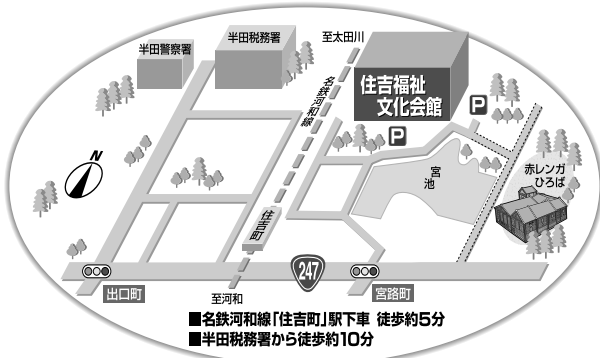 至太田川
半田税務署
半田警察署
住吉福祉
文化会館
名鉄河和線
P
P
赤レンガ
ひろば
宮
池
N
住吉町
247
出口町
宮路町
至河和
■名鉄河和線「住吉町」駅下車 徒歩約5分
■半田税務署から徒歩約10分